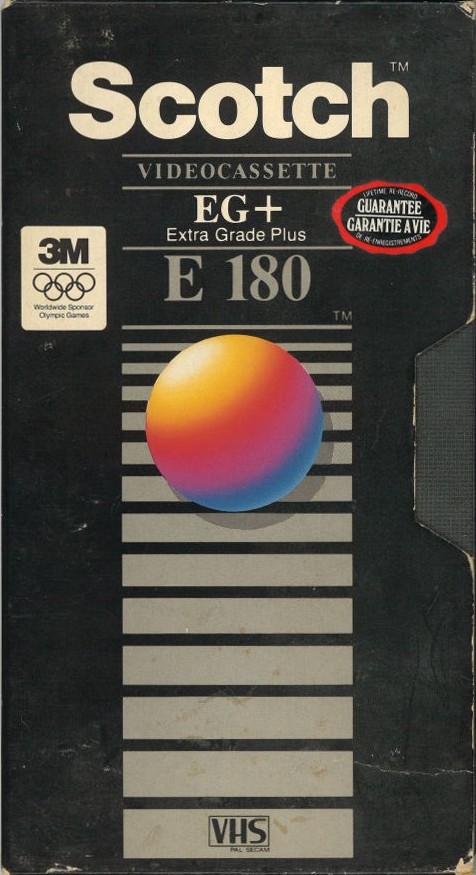 Scotch™
VIDEOCASSETTE
EG+
Extra Grade Plus
LIFETIME RE-RECORD
GUARANTEE
GARANTIE A VIE
DE RE-ENREGISTREMENTS
3M
Worldwide Sponsor
Olympic Games
E 180
TM
VHS
PAL SECAM